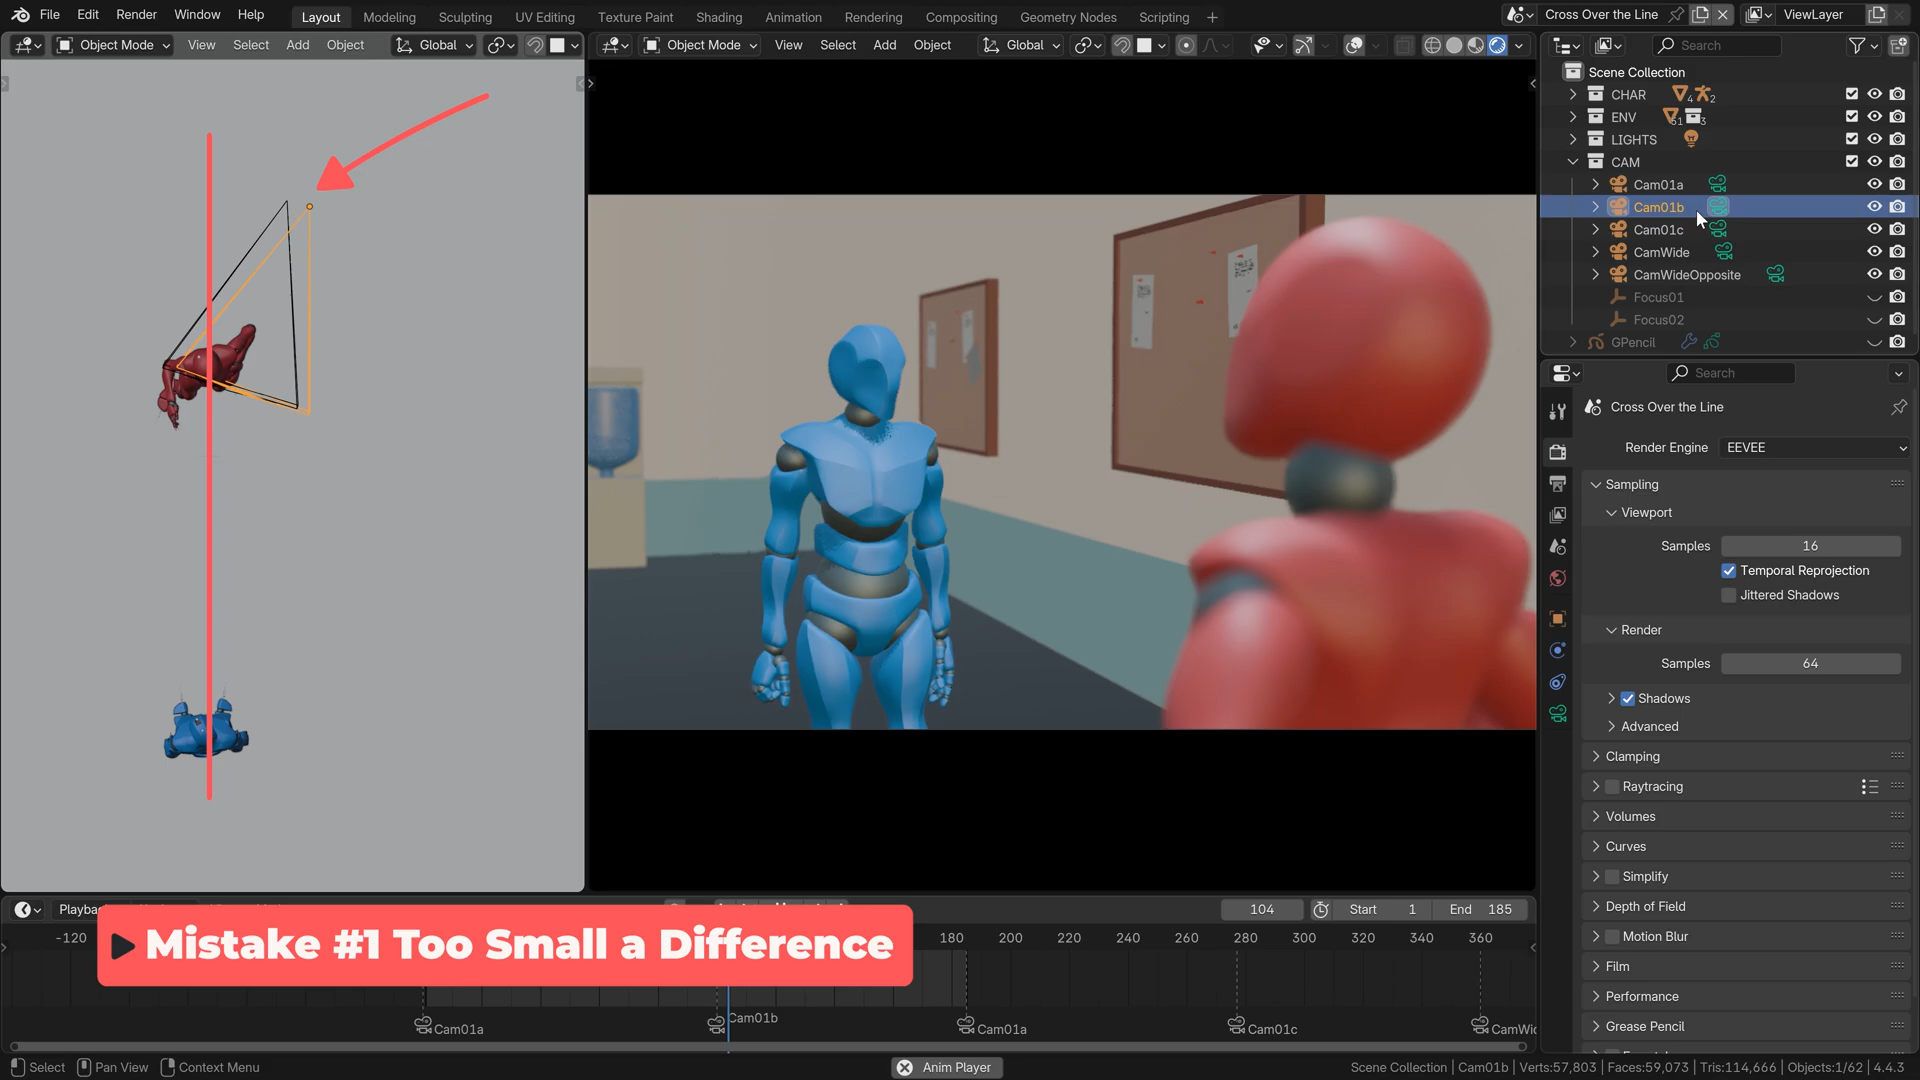 File Edit Render Window Help Layout Modeling Sculpting UV Editing Texture Paint Shading Animation Rendering Compositing Geometry Nodes Scripting + Cross Over the Line ViewLayer
Object Mode View Select Add Object Global
Object Mode View Select Add Object Global
Search
Scene Collection
CHAR 4 2
ENV 51 3
LIGHTS
CAM
Cam01a
Cam01b
Cam01c
CamWide
CamWideOpposite
Focus01
Focus02
GPencil
Search
Cross Over the Line
Render Engine EEVEE
Sampling
Viewport
Samples 16
Temporal Reprojection
Jittered Shadows
Render
Samples 64
Shadows
Advanced
Clamping
Raytracing
Volumes
Curves
Simplify
Depth of Field
Motion Blur
Film
Performance
Grease Pencil
104 Start 1 End 185
-120 180 200 220 240 260 280 300 320 340 360
Mistake #1 Too Small a Difference
Cam01a Cam01b Cam01a Cam01c
Select Pan View Context Menu Anim Player Scene Collection | Cam01b | Verts:57,803 | Faces:59,073 | Tris:114,666 | Objects:1/62 | 4.4.3